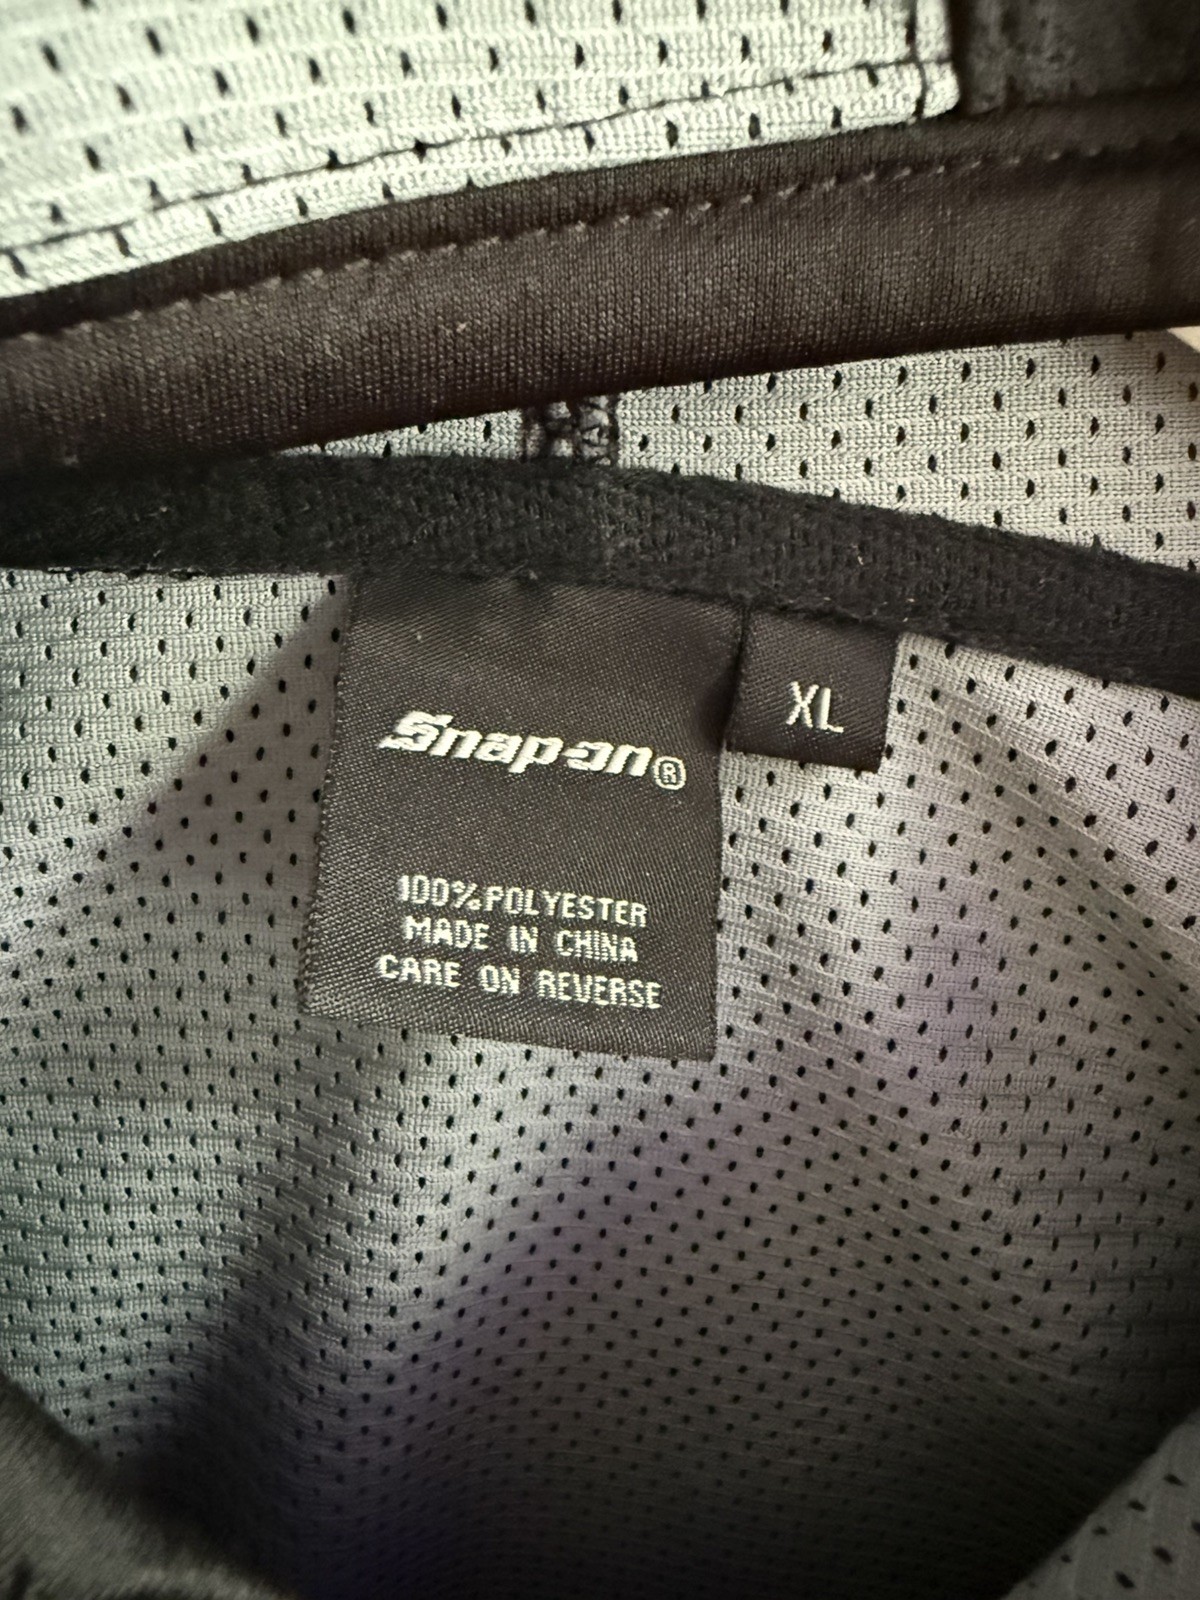 Snap-on®
XL
100%POLYESTER
MADE IN CHINA
CARE ON REVERSE